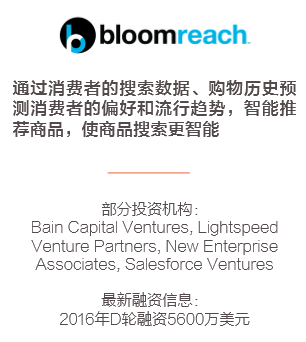 bloomreach
通过消费者的搜索数据、购物历史预
测消费者的偏好和流行趋势，智能推
荐商品，使商品搜索更智能
部分投资机构：
Bain Capital Ventures, Lightspeed
Venture Partners, New Enterprise
Associates, Salesforce Ventures
最新融资信息：
2016年D轮融资5600万美元